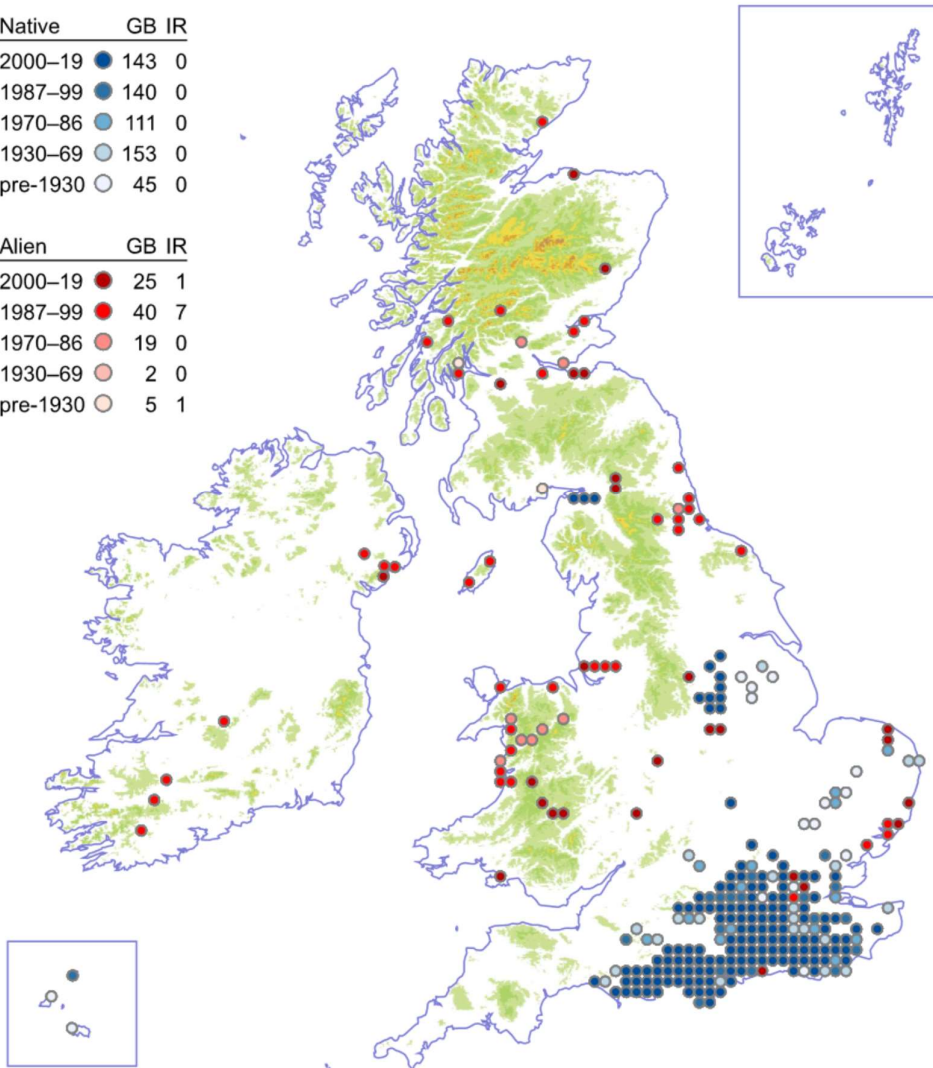 Native GB IR
2000–19 143 0
1987–99 140 0
1970–86 111 0
1930–69 153 0
pre-1930 45 0
Alien GB IR
2000–19 25 1
1987–99 40 7
1970–86 19 0
1930–69 2 0
pre-1930 5 1